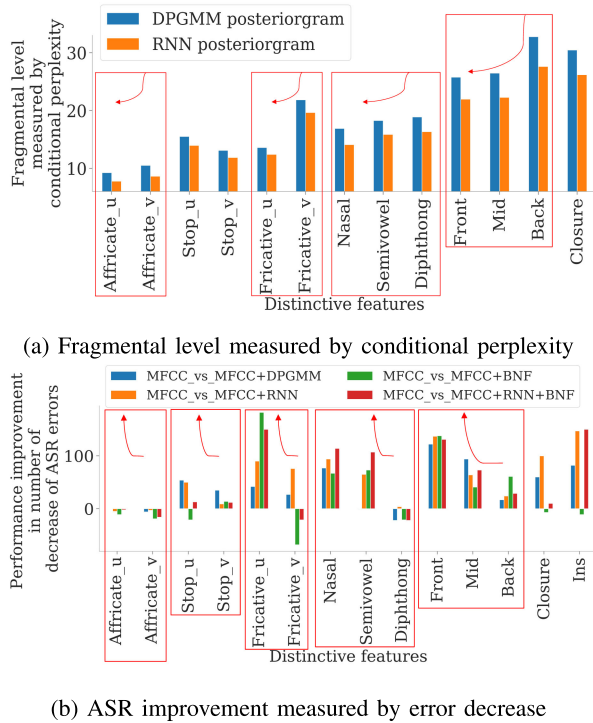 DPGMM posteriorgram
RNN posteriorgram
Fragmental level
measured by
conditional perplexity
30
20
10
Affricate_u
Affricate_v
Stop_u
Stop_v
Fricative_u
Fricative_v
Nasal
Semivowel
Diphthong
Front
Mid
Back
Closure
Distinctive features
(a) Fragmental level measured by conditional perplexity
MFCC_vs_MFCC+DPGMM
MFCC_vs_MFCC+RNN
MFCC_vs_MFCC+BNF
MFCC_vs_MFCC+RNN+BNF
Performance improvement
in number of
decrease of ASR errors
100
0
Affricate_u
Affricate_v
Stop_u
Stop_v
Fricative_u
Fricative_v
Nasal
Semivowel
Diphthong
Front
Mid
Back
Closure
Ins
Distinctive features
(b) ASR improvement measured by error decrease